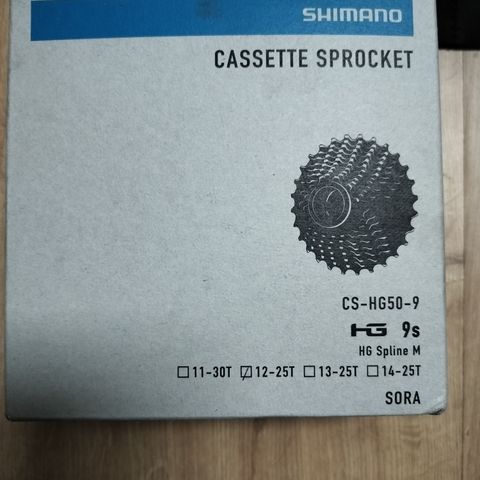 SHIMANO
CASSETTE SPROCKET
CS-HG50-9
HG 9s
HG Spline M
☐11-30T ☑12-25T ☐13-25T ☐14-25T
SORA